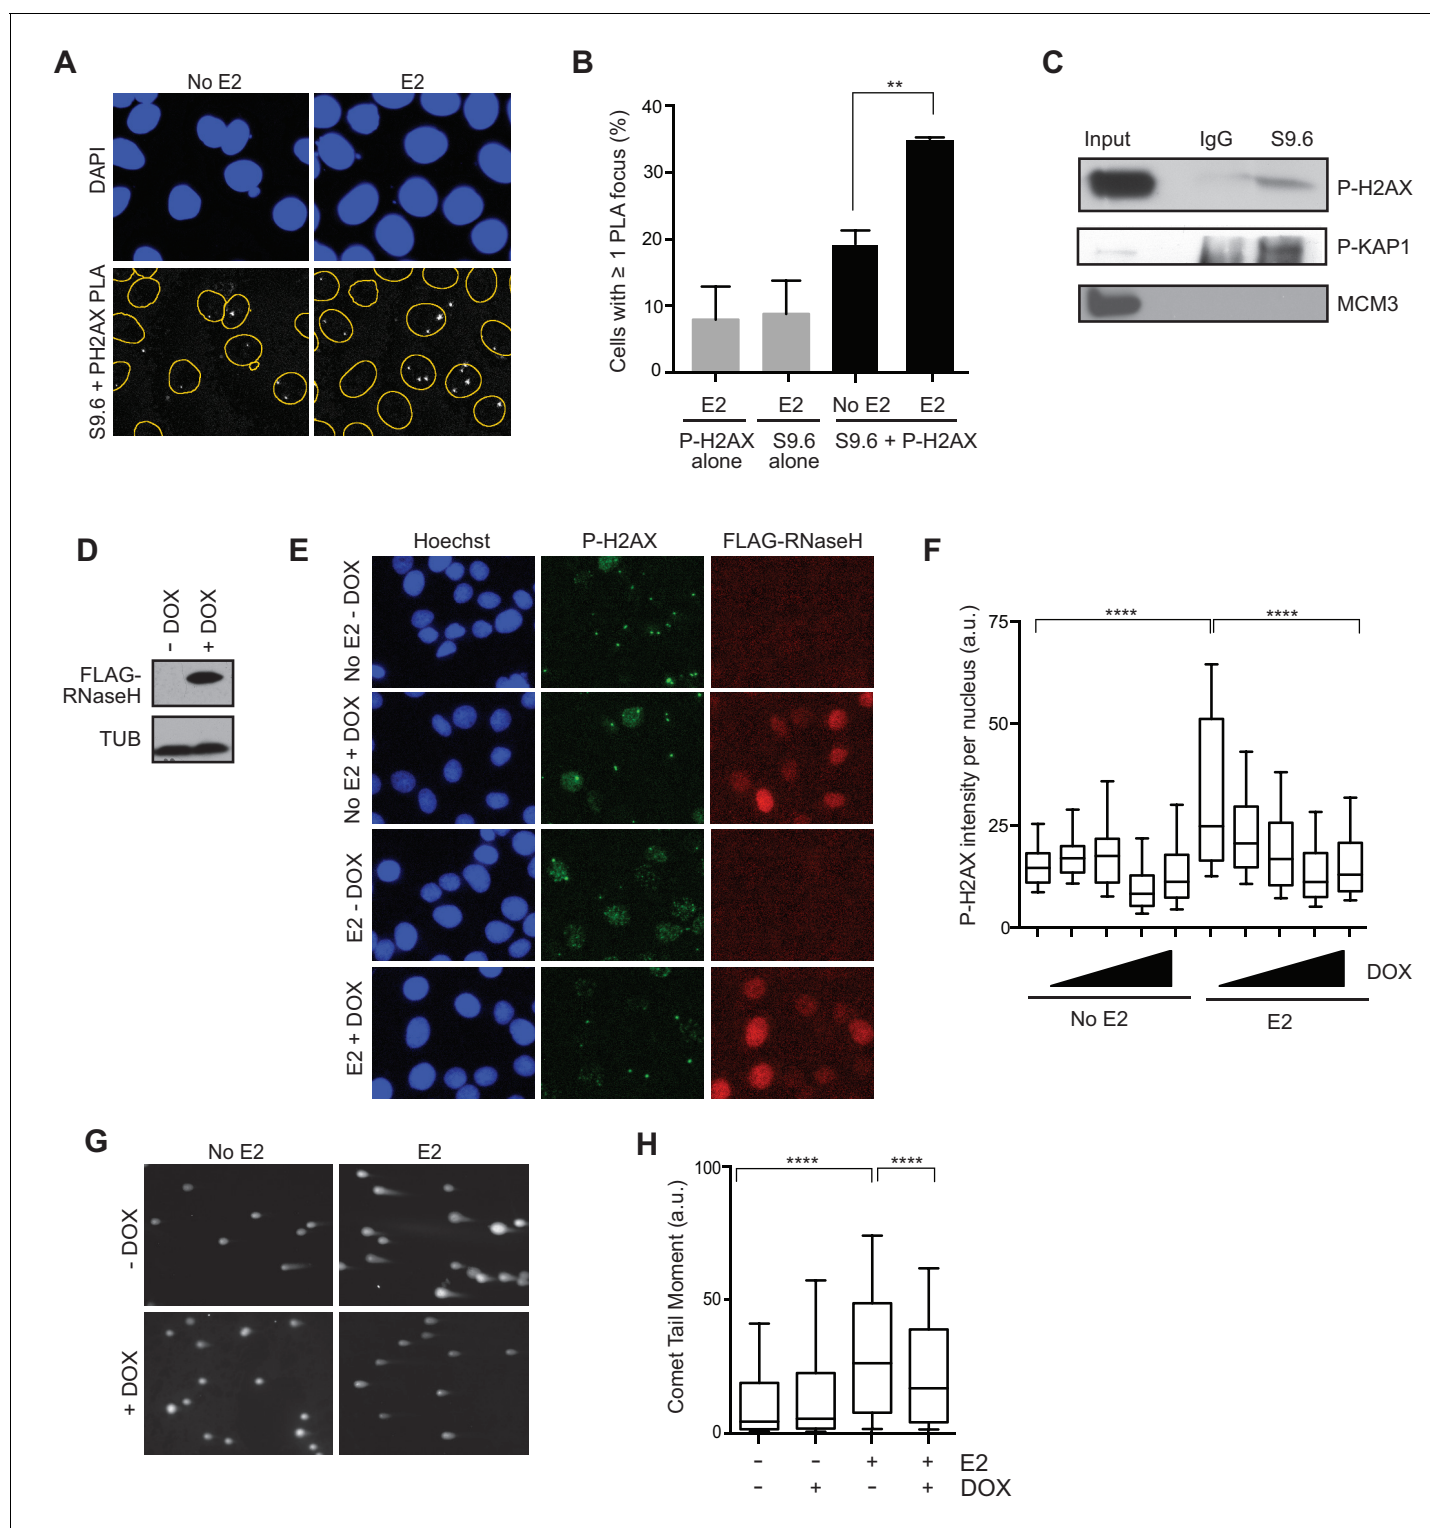 A
No E2
E2
DAPI
S9.6 + PH2AX PLA
B
Cells with ≥ 1 PLA focus (%)
40
30
20
10
0
**
E2
E2
No E2
E2
P-H2AX alone
S9.6 alone
S9.6 + P-H2AX
C
Input
IgG
S9.6
P-H2AX
P-KAP1
MCM3
D
- DOX
+ DOX
FLAG-
RNaseH
TUB
E
Hoechst
P-H2AX
FLAG-RNaseH
No E2 - DOX
No E2 + DOX
E2 - DOX
E2 + DOX
F
P-H2AX intensity per nucleus (a.u.)
75
50
25
0
****
****
DOX
No E2
E2
G
No E2
E2
- DOX
+ DOX
H
Comet Tail Moment (a.u.)
100
50
0
****
****
- - + + E2
- + - + DOX